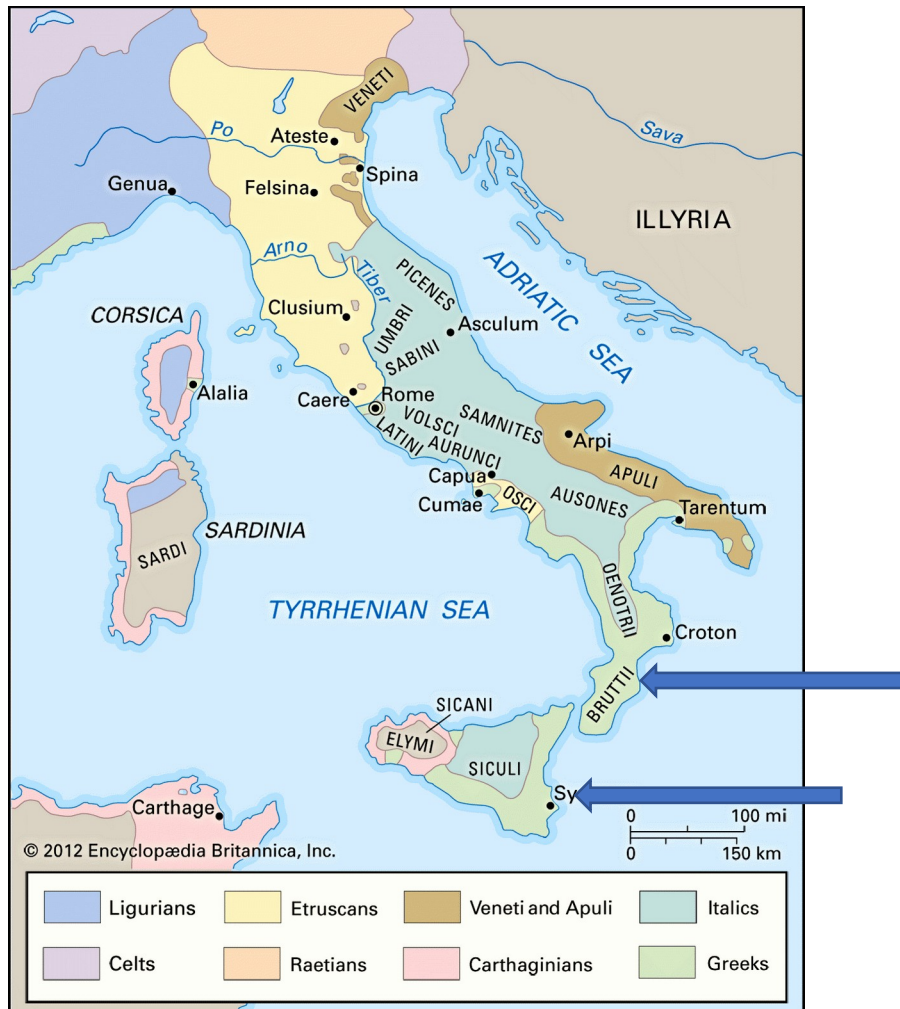 VENETI
Po
Ateste
Sava
Spina
Genua
Felsina
ILLYRIA
Arno
Tiber
PICENES
ADRIATIC SEA
CORSICA
Clusium
UMBRI
Asculum
SABINI
Alalia
Caere
Rome
VOLSCI
SAMNITES
LATINI
AURUNCI
Arpi
APULI
Capua
OSCI
AUSONES
Cumae
Tarentum
SARDINIA
SARDI
OENOTRII
TYRRHENIAN SEA
Croton
BRUTTII
SICANI
ELYMI
SICULI
Sy
Carthage
0 100 mi
0 150 km
© 2012 Encyclopædia Britannica, Inc.
Ligurians
Etruscans
Veneti and Apuli
Italics
Celts
Raetians
Carthaginians
Greeks